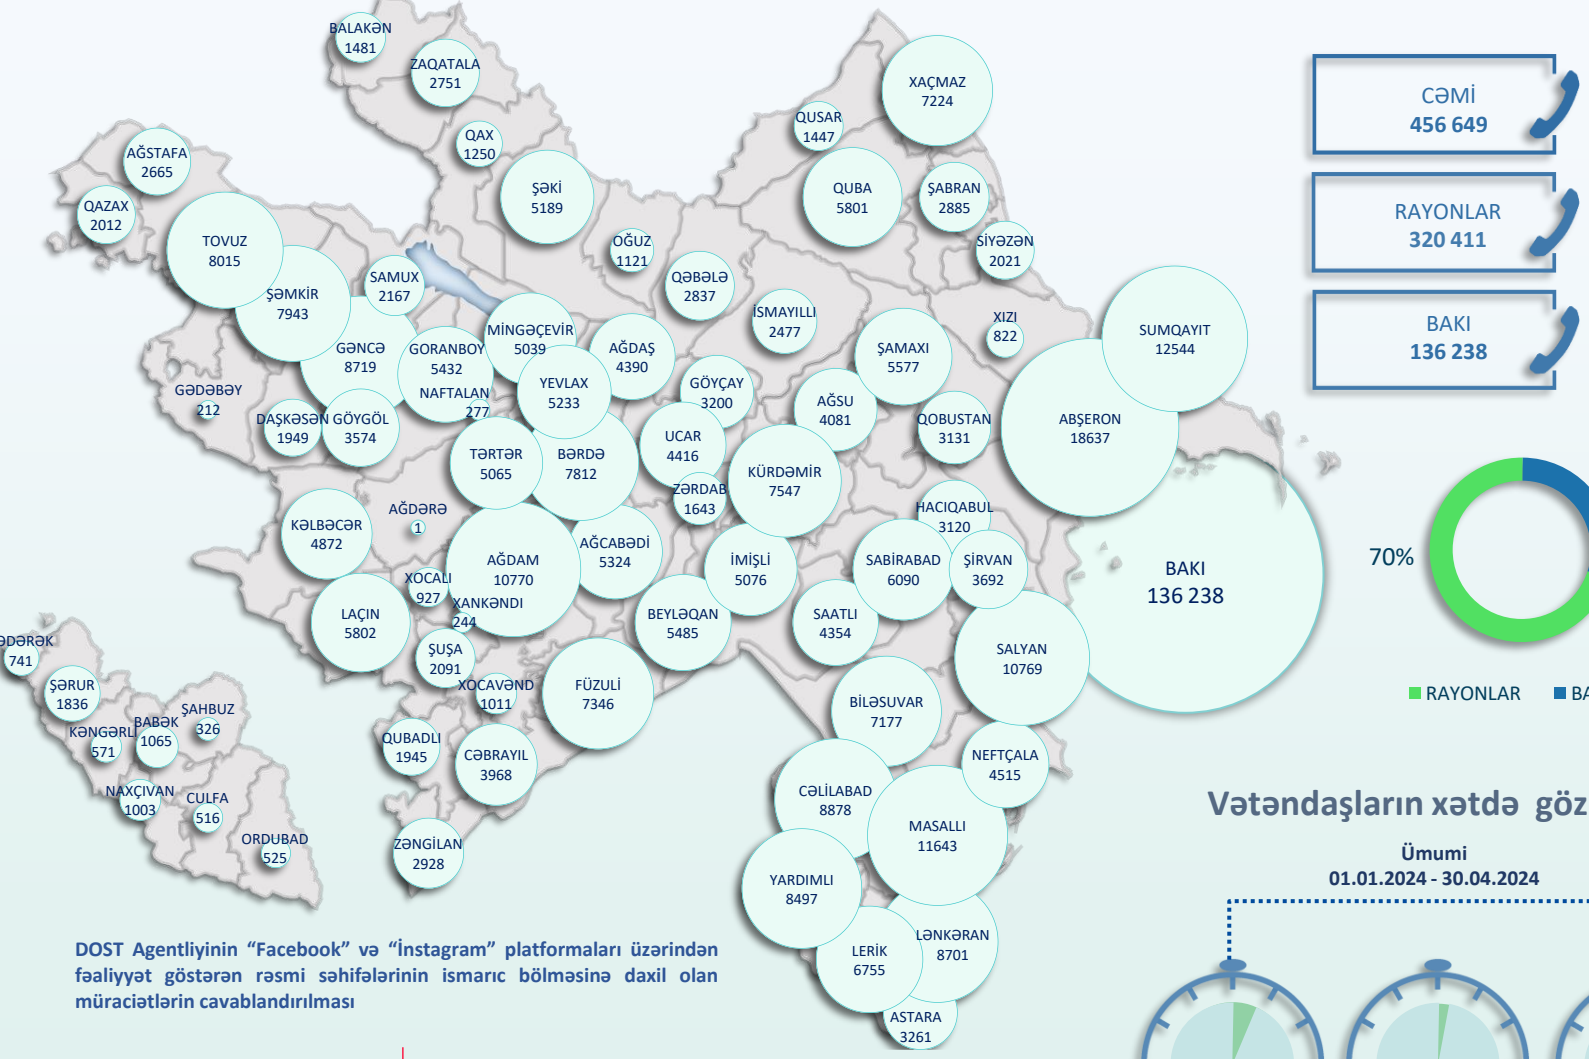 BALAKƏN
1481
ZAQATALA
2751
QAX
1250
XAÇMAZ
7224
QUSAR
1447
AĞSTAFA
2665
QAZAX
2012
ŞƏKİ
5189
QUBA
5801
ŞABRAN
2885
SİYƏZƏN
2021
TOVUZ
8015
ŞƏMKİR
7943
SAMUX
2167
OĞUZ
1121
QƏBƏLƏ
2837
İSMAYILLI
2477
XIZI
822
SUMQAYIT
12544
GƏNCƏ
8719
GORANBOY
5432
MİNGƏÇEVİR
5039
AĞDAŞ
4390
ŞAMAXI
5577
GƏDƏBƏY
212
NAFTALAN
277
YEVLAX
5233
GÖYÇAY
3200
AĞSU
4081
DAŞKƏSƏN
1949
GÖYGÖL
3574
QOBUSTAN
3131
ABŞERON
18637
UCAR
4416
TƏRTƏR
5065
BƏRDƏ
7812
KÜRDƏMİR
7547
ZƏRDAB
1643
AĞDƏRƏ
1
HACIQABUL
3120
KƏLBƏCƏR
4872
AĞDAM
10770
AĞCABƏDİ
5324
İMİŞLİ
5076
SABİRABAD
6090
ŞİRVAN
3692
BAKI
136 238
XOCALI
927
XANKƏNDI
244
LAÇIN
5802
BEYLƏQAN
5485
SAATLI
4354
SALYAN
10769
ŞUŞA
2091
XOCAVƏND
1011
FÜZULİ
7346
BİLƏSUVAR
7177
ƏDƏRƏK
741
ŞƏRUR
1836
KƏNGƏRLİ
571
BABƏK
1065
ŞAHBUZ
326
NAXÇIVAN
1003
CULFA
516
ORDUBAD
525
QUBADLI
1945
CƏBRAYIL
3968
ZƏNGİLAN
2928
NEFTÇALA
4515
CƏLİLABAD
8878
MASALLI
11643
YARDIMLI
8497
LƏNKƏRAN
8701
LERİK
6755
ASTARA
3261
CƏMİ
456 649
RAYONLAR
320 411
BAKI
136 238
70%
RAYONLAR
BA
Vətəndaşların xətdə göz
Ümumi
01.01.2024 - 30.04.2024
DOST Agentliyinin “Facebook” və “İnstagram” platformaları üzərindən
fəaliyyət göstərən rəsmi səhifələrinin ismarıc bölməsinə daxil olan
müraciətlərin cavablandırılması